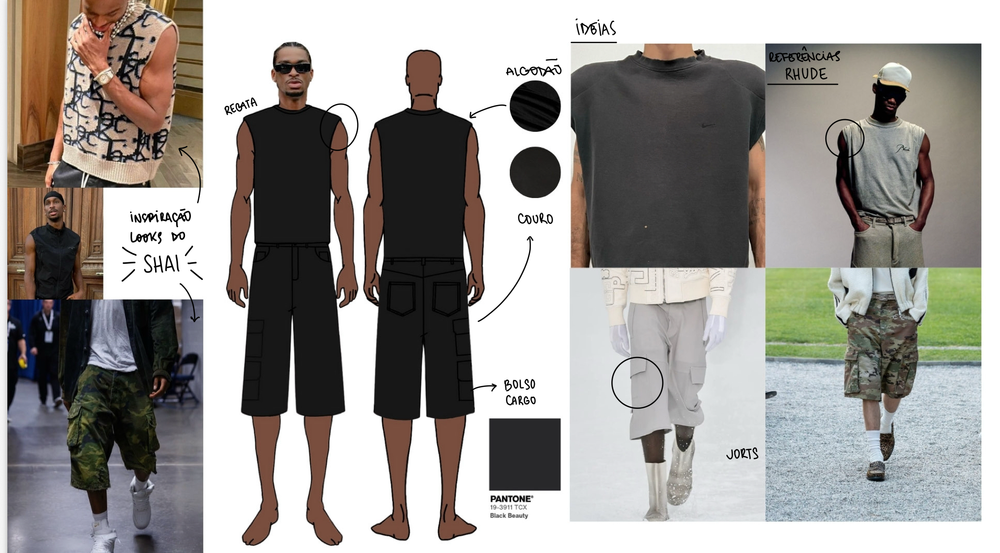 INSPIRAÇÃO
LOOKS DO
SHAI
REGATA
ALGODÃO
COURO
BOLSO
CARGO
PANTONE®
19-3911 TCX
Black Beauty
IDEIAS
REFERÊNCIAS
RHUDE
Rhude
JORTS